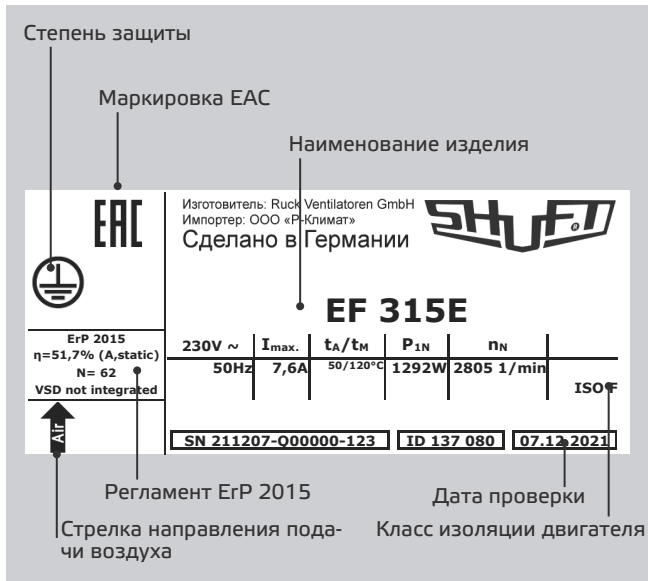 Степень защиты
Маркировка EAC
Наименование изделия
EAC
Изготовитель: Ruck Ventilatoren GmbH
Импортер: ООО «Р-Климат»
Сделано в Германии
SHUFT
®
EF 315E
ErP 2015
η=51,7% (A,static)
N= 62
VSD not integrated
230V ~ Imax. tA/tM P1N nN
50Hz 7,6A 50/120°C 1292W 2805 1/min
ISO F
Air
SN 211207-Q00000-123 ID 137 080 07.12.2021
Регламент ErP 2015
Дата проверки
Стрелка направления пода-
чи воздуха
Класс изоляции двигателя